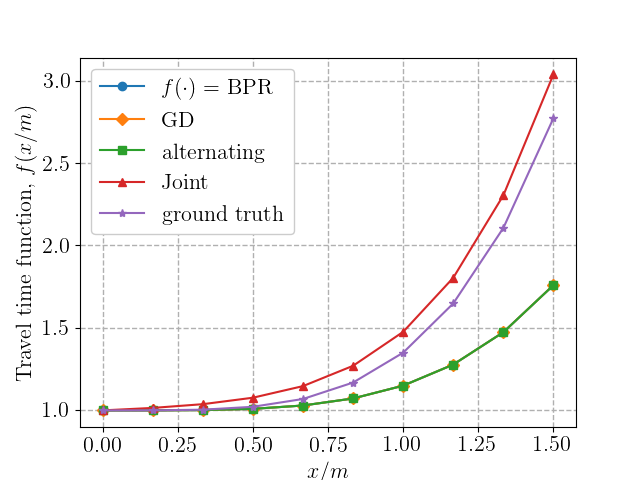 f(·) = BPR
GD
alternating
Joint
ground truth
Travel time function, f(x/m)
3.0
2.5
2.0
1.5
1.0
0.00 0.25 0.50 0.75 1.00 1.25 1.50
x/m